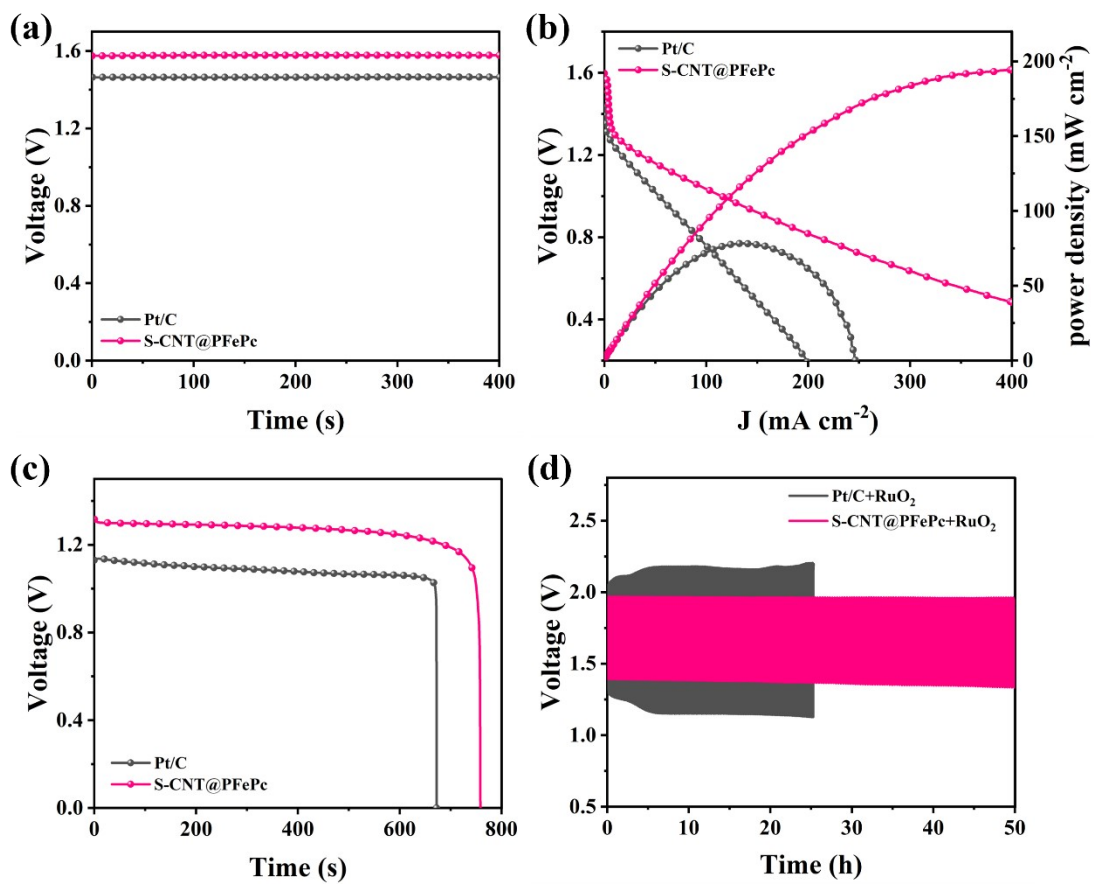 (a)
Voltage (V)
1.6
1.2
0.8
0.4
0.0
Pt/C
S-CNT@PFePc
0 100 200 300 400
Time (s)
(b)
Voltage (V)
1.6
1.2
0.8
0.4
Pt/C
S-CNT@PFePc
200
150
100
50
0
power density (mW cm⁻²)
0 100 200 300 400
J (mA cm⁻²)
(c)
Voltage (V)
1.2
0.8
0.4
0.0
Pt/C
S-CNT@PFePc
0 200 400 600 800
Time (s)
(d)
Voltage (V)
2.5
2.0
1.5
1.0
0.5
Pt/C+RuO₂
S-CNT@PFePc+RuO₂
0 10 20 30 40 50
Time (h)